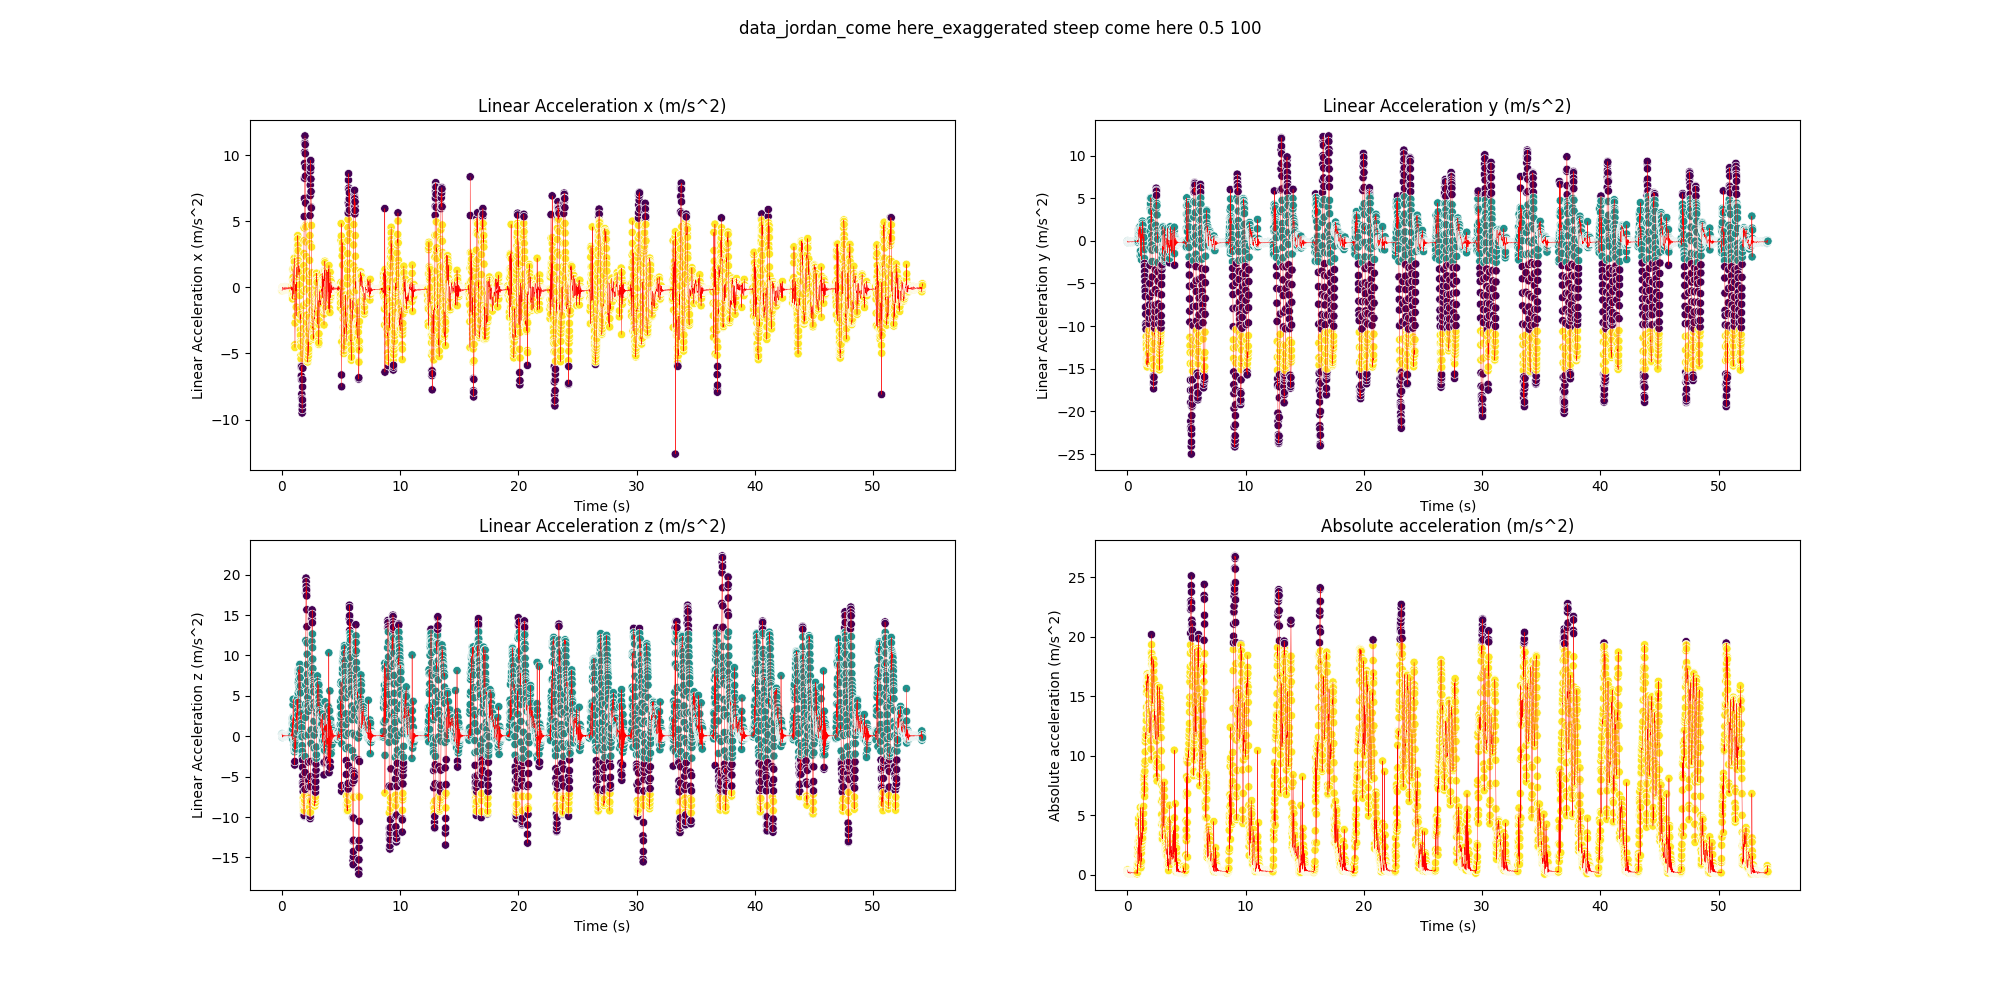 data_jordan_come here_exaggerated steep come here 0.5 100
Linear Acceleration x (m/s^2)
Linear Acceleration x (m/s^2)
10
5
0
−5
−10
0 10 20 30 40 50
Time (s)
Linear Acceleration y (m/s^2)
Linear Acceleration y (m/s^2)
10
5
0
−5
−10
−15
−20
−25
0 10 20 30 40 50
Time (s)
Linear Acceleration z (m/s^2)
Linear Acceleration z (m/s^2)
20
15
10
5
0
−5
−10
−15
0 10 20 30 40 50
Time (s)
Absolute acceleration (m/s^2)
Absolute acceleration (m/s^2)
25
20
15
10
5
0
0 10 20 30 40 50
Time (s)